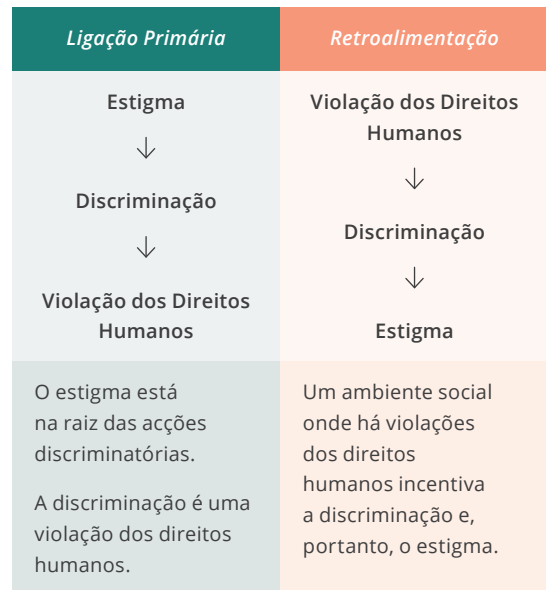 Ligação Primária
Estigma
↓
Discriminação
↓
Violação dos Direitos
Humanos
O estigma está
na raiz das acções
discriminatórias.
A discriminação é uma
violação dos direitos
humanos.
Retroalimentação
Violação dos Direitos
Humanos
↓
Discriminação
↓
Estigma
Um ambiente social
onde há violações
dos direitos
humanos incentiva
a discriminação e,
portanto, o estigma.